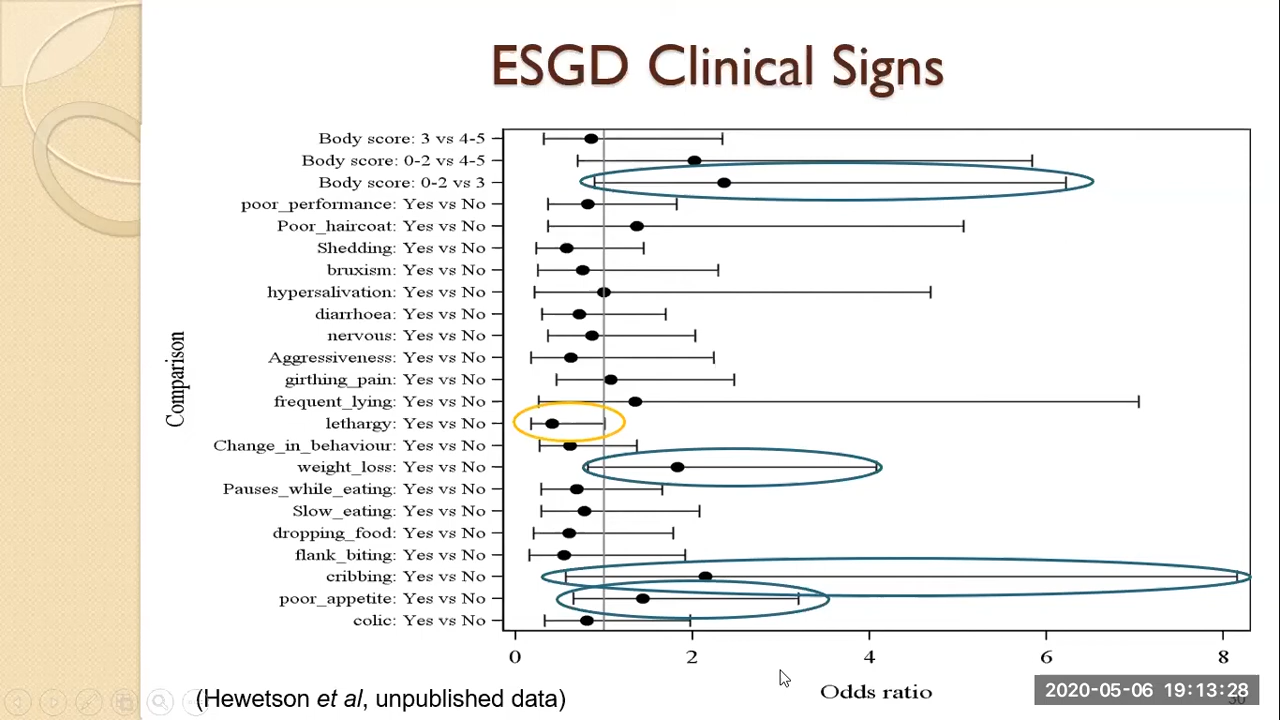 ESGD Clinical Signs
Body score: 3 vs 4-5
Body score: 0-2 vs 4-5
Body score: 0-2 vs 3
poor_performance: Yes vs No
Poor_haircoat: Yes vs No
Shedding: Yes vs No
bruxism: Yes vs No
hypersalivation: Yes vs No
diarrhoea: Yes vs No
nervous: Yes vs No
Aggressiveness: Yes vs No
girthing_pain: Yes vs No
frequent_lying: Yes vs No
lethargy: Yes vs No
Change_in_behaviour: Yes vs No
weight_loss: Yes vs No
Pauses_while_eating: Yes vs No
Slow_eating: Yes vs No
dropping_food: Yes vs No
flank_biting: Yes vs No
cribbing: Yes vs No
poor_appetite: Yes vs No
colic: Yes vs No
Comparison
0 2 4 6 8
Odds ratio
(Hewetson et al, unpublished data)
2020-05-06 19:13:28